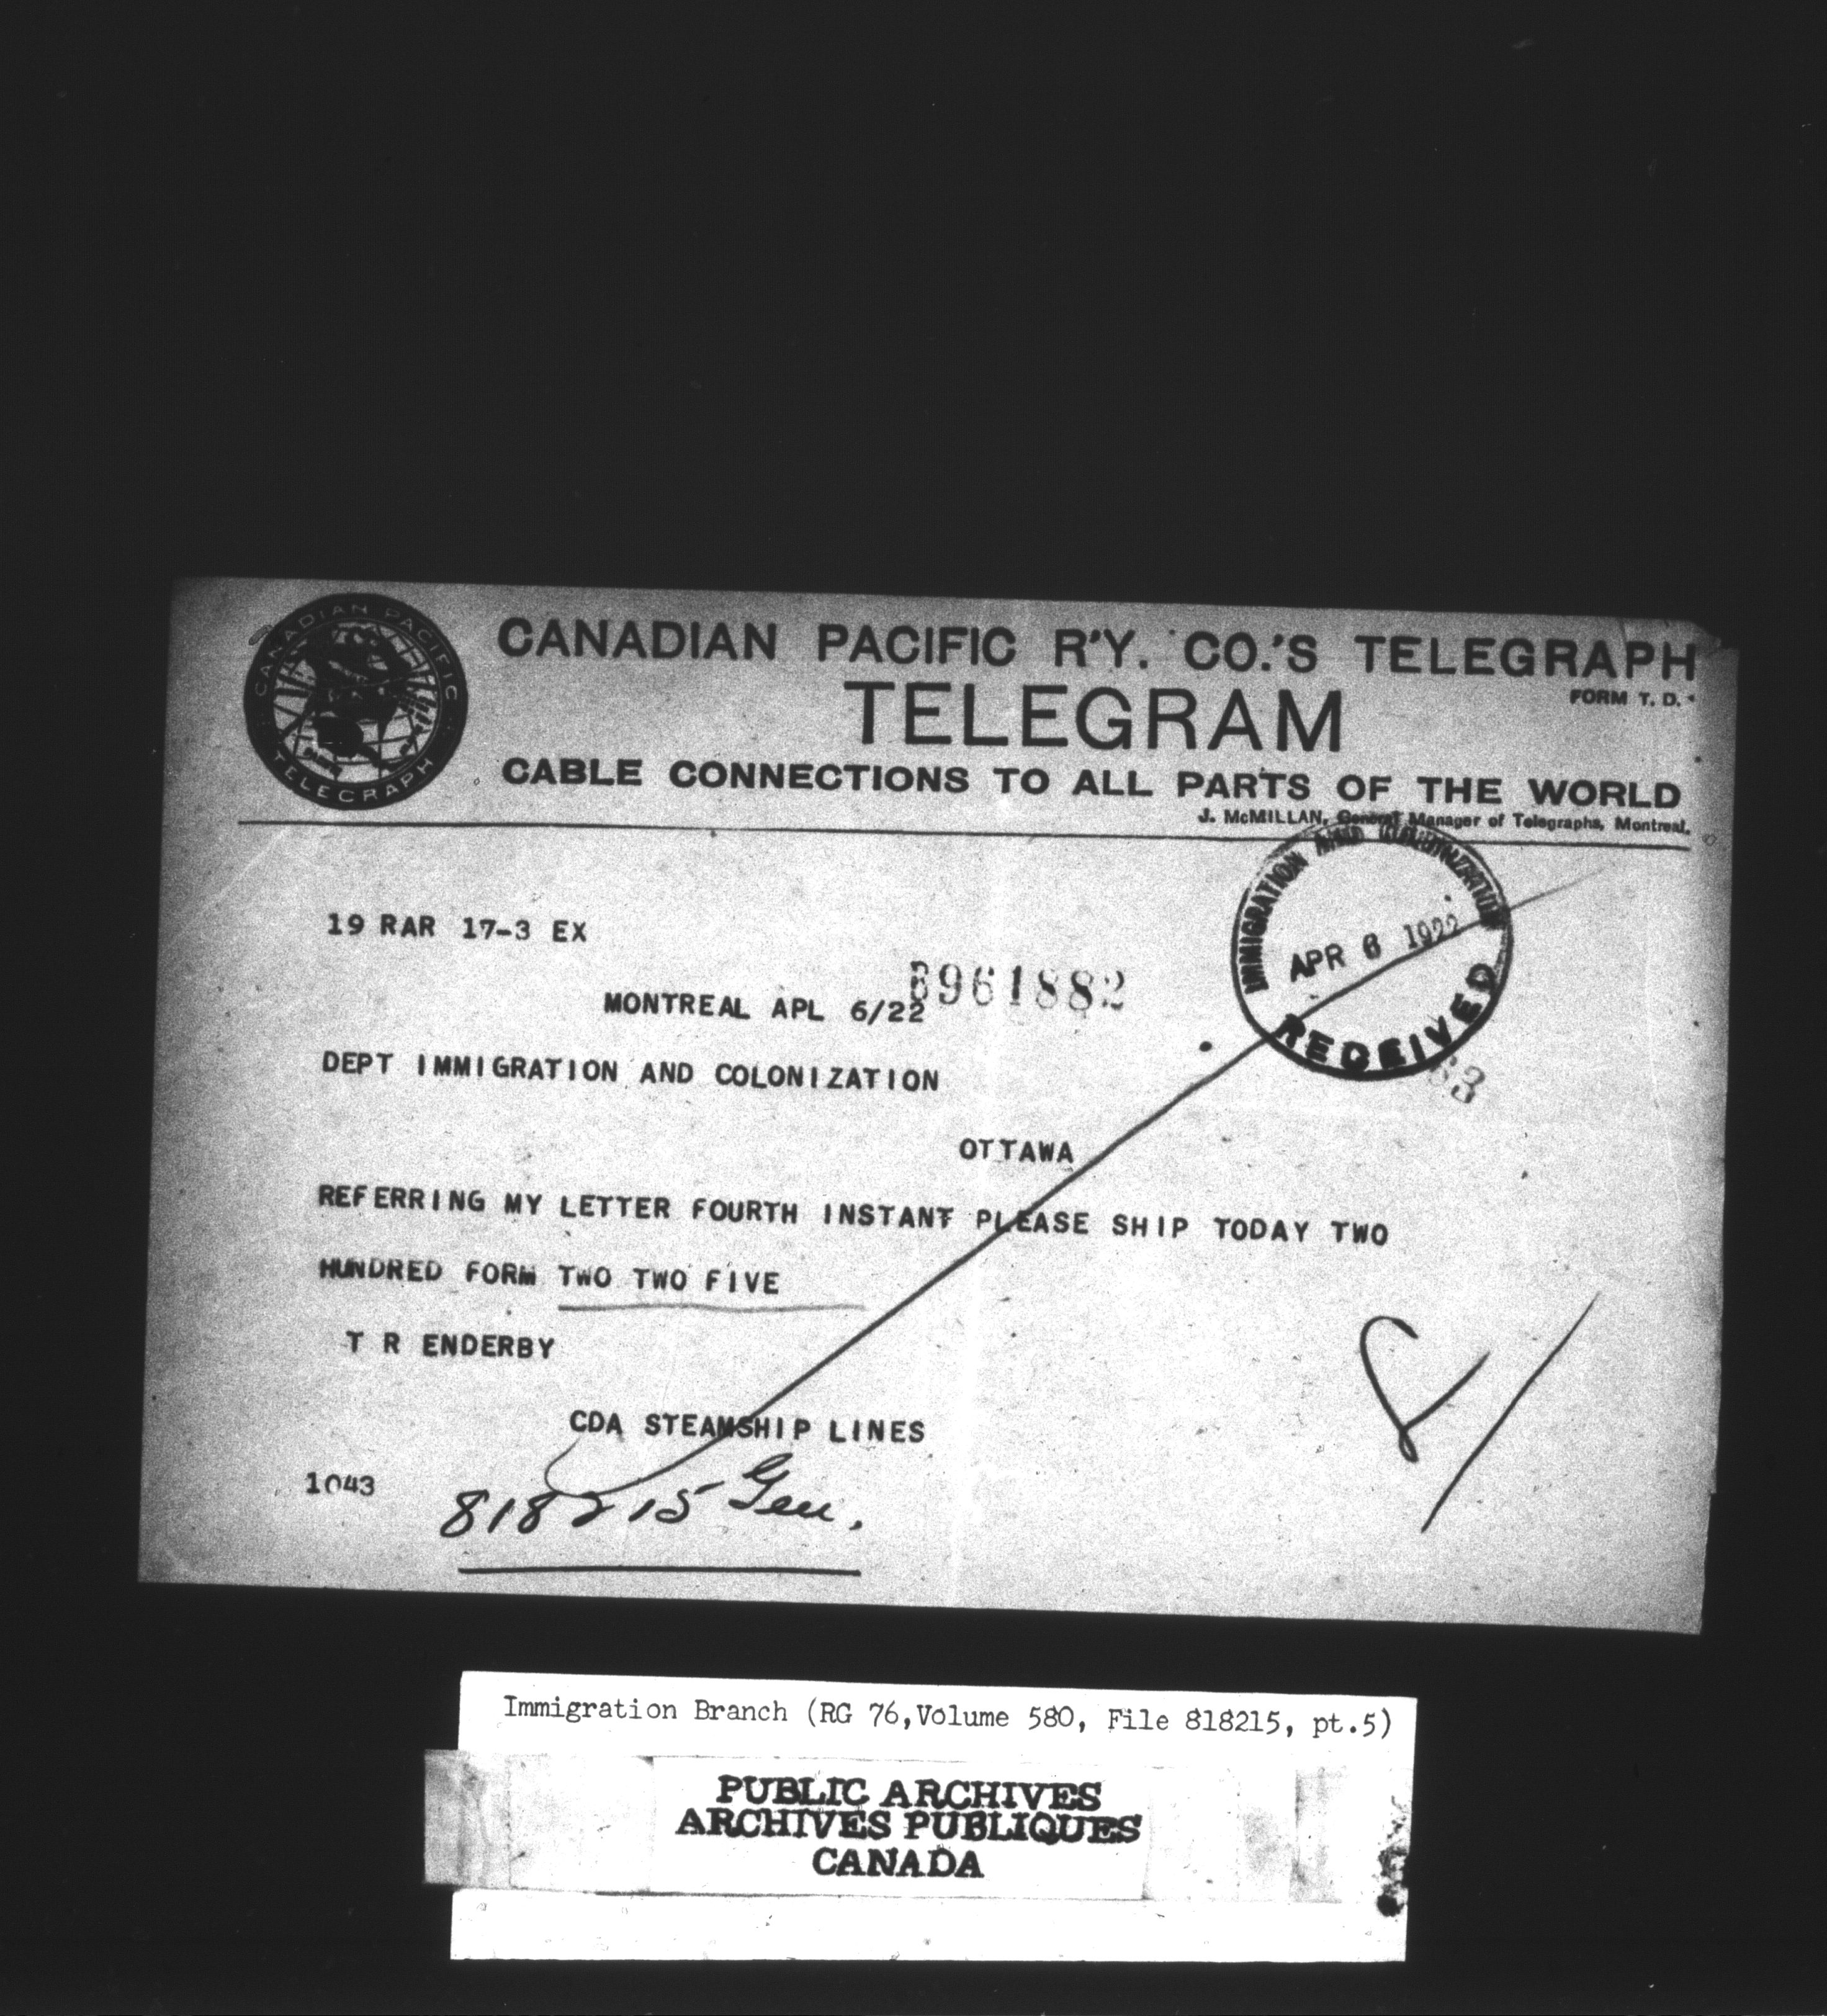 CANADIAN PACIFIC
TELEGRAPH
CANADIAN PACIFIC R'Y. CO.'S TELEGRAPH
FORM T. D.
TELEGRAM
CABLE CONNECTIONS TO ALL PARTS OF THE WORLD
J. McMILLAN, General Manager of Telegraphs, Montreal.
IMMIGRATION AND COLONIZATION
APR 6 1922
RECEIVED
19 RAR 17-3 EX
961882
MONTREAL APL 6/22
DEPT IMMIGRATION AND COLONIZATION
OTTAWA
REFERRING MY LETTER FOURTH INSTANT PLEASE SHIP TODAY TWO
HUNDRED FORM TWO TWO FIVE
T R ENDERBY
CDA STEAMSHIP LINES
1043
818215 Gen.
Immigration Branch (RG 76,Volume 580, File 818215, pt.5)
PUBLIC ARCHIVES
ARCHIVES PUBLIQUES
CANADA